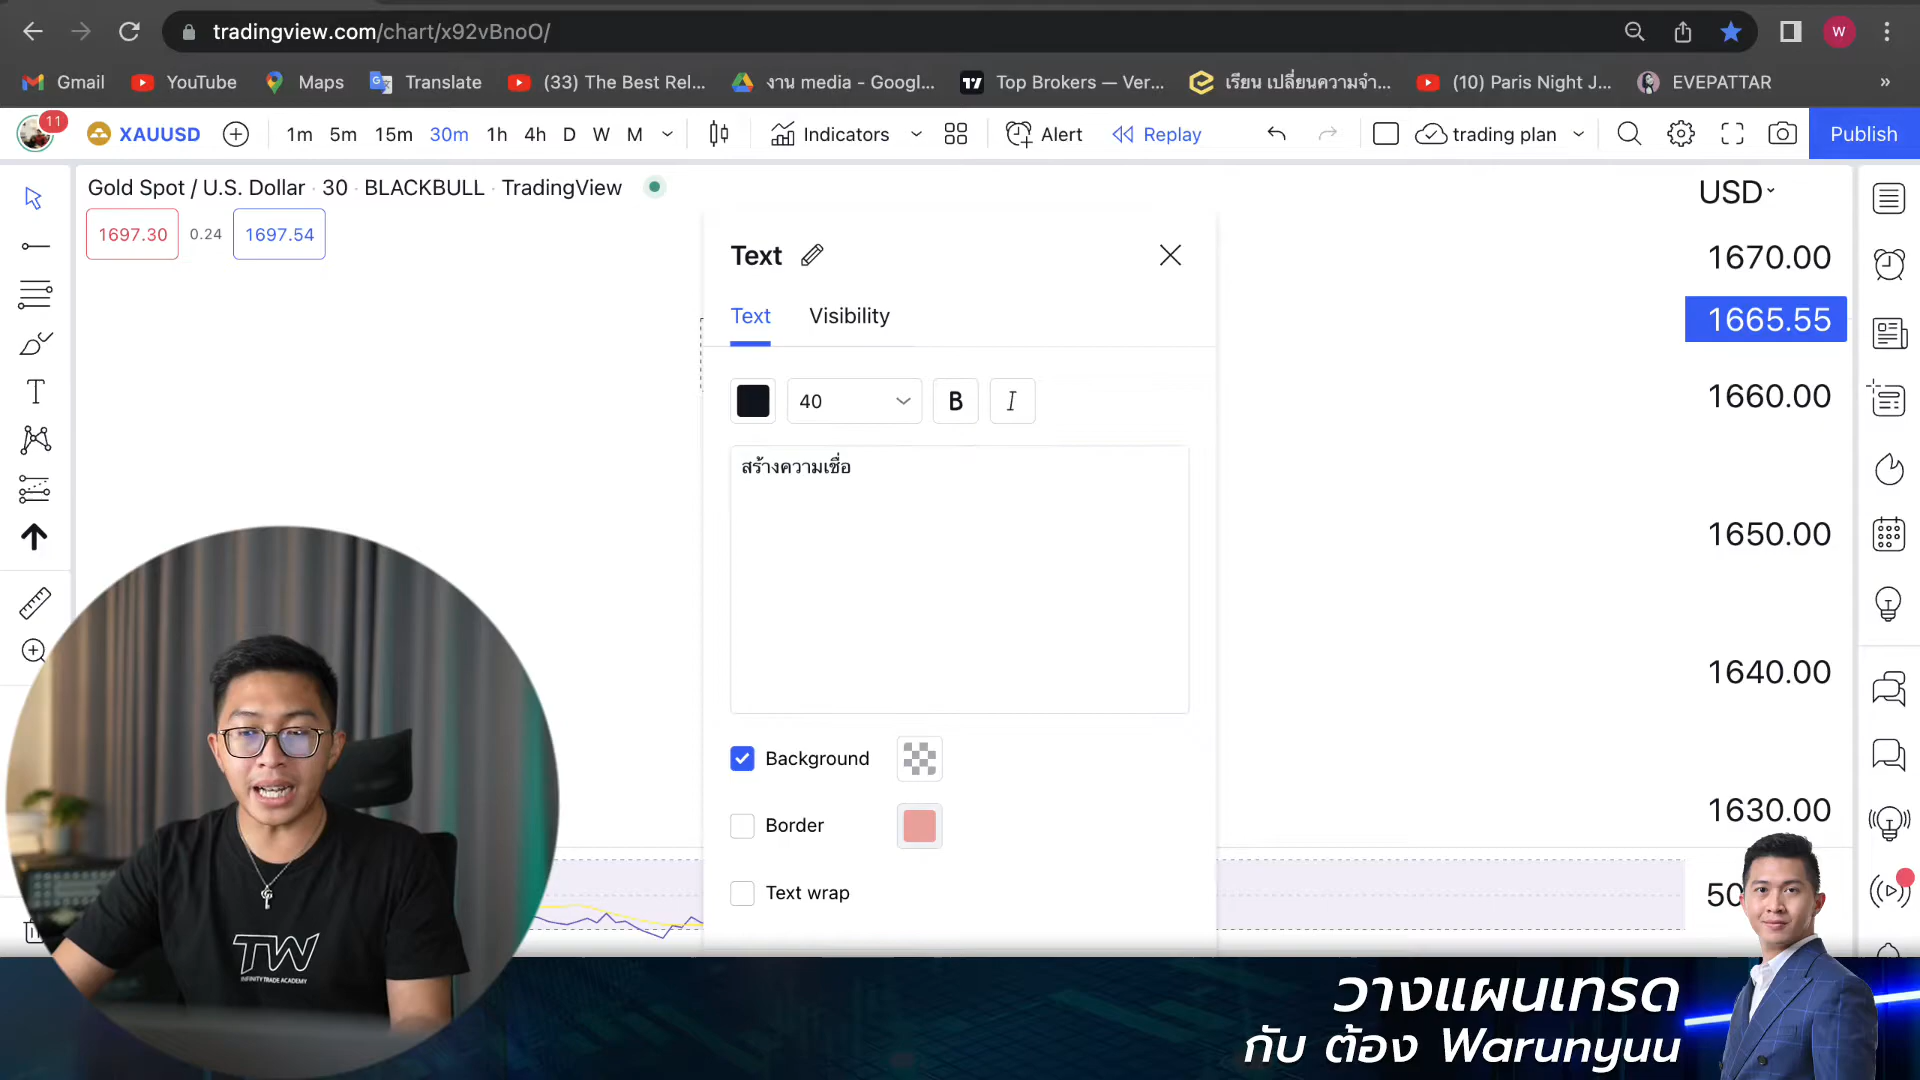 tradingview.com/chart/x92vBnoO/
W
Gmail
YouTube
Maps
Translate
(33) The Best Rel...
งาน media - Googl...
Top Brokers — Ver...
เรียน เปลี่ยนความจำ...
(10) Paris Night J...
EVEPATTAR
»
11
XAUUSD
1m 5m 15m 30m 1h 4h D W M
Indicators
Alert
Replay
trading plan
Publish
Gold Spot / U.S. Dollar · 30 · BLACKBULL · TradingView
USD
1697.30 0.24 1697.54
Text
Text
Visibility
40
B
I
สร้างความเชื่อ
Background
Border
Text wrap
1670.00
1665.55
1660.00
1650.00
1640.00
1630.00
TW
INFINITY TRADE ACADEMY
วางแผนเทรด
กับ ต้อง Warunyuu